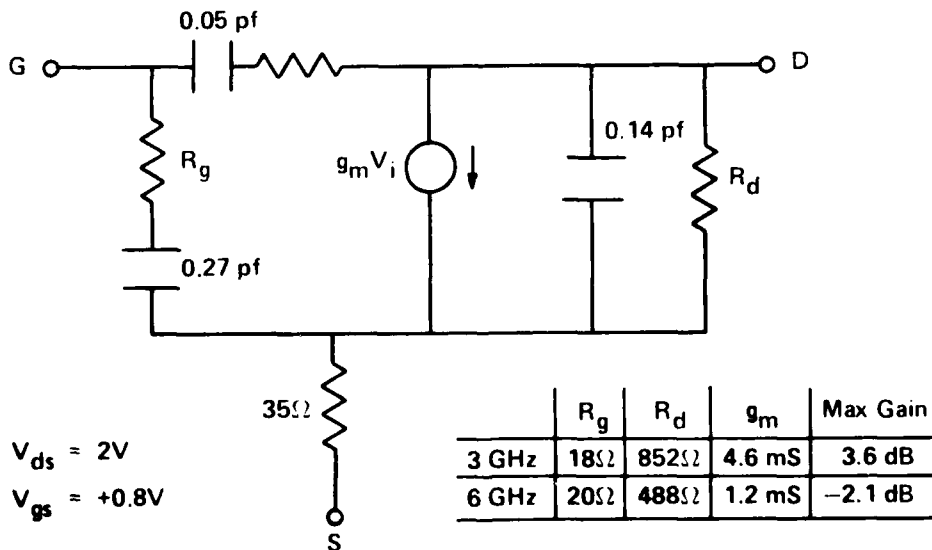 0.05 pf
G
D
R_g
g_m V_i
0.14 pf
R_d
0.27 pf
35Ω
V_ds = 2V
V_gs = +0.8V
S
R_g R_d g_m Max Gain
3 GHz 18Ω 852Ω 4.6 mS 3.6 dB
6 GHz 20Ω 488Ω 1.2 mS −2.1 dB